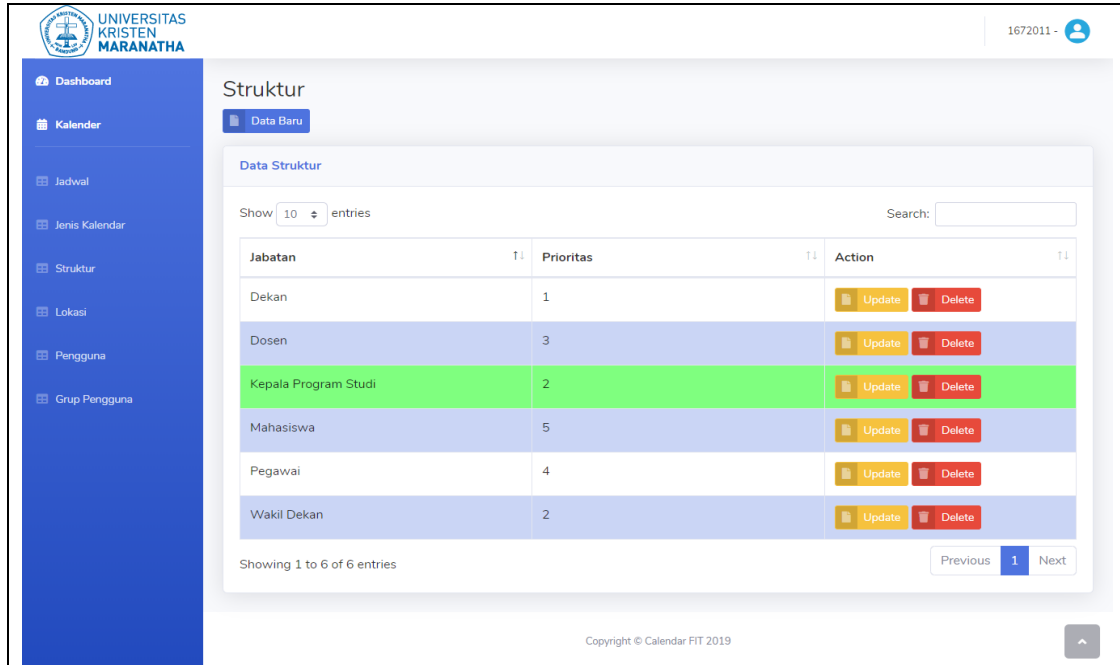 UNIVERSITAS
KRISTEN
MARANATHA
1672011 -
Dashboard
Kalender
Jadwal
Jenis Kalendar
Struktur
Lokasi
Pengguna
Grup Pengguna
Struktur
Data Baru
Data Struktur
Show 10 entries Search:
Jabatan Prioritas Action
Dekan 1 Update Delete
Dosen 3 Update Delete
Kepala Program Studi 2 Update Delete
Mahasiswa 5 Update Delete
Pegawai 4 Update Delete
Wakil Dekan 2 Update Delete
Showing 1 to 6 of 6 entries Previous 1 Next
Copyright © Calendar FIT 2019